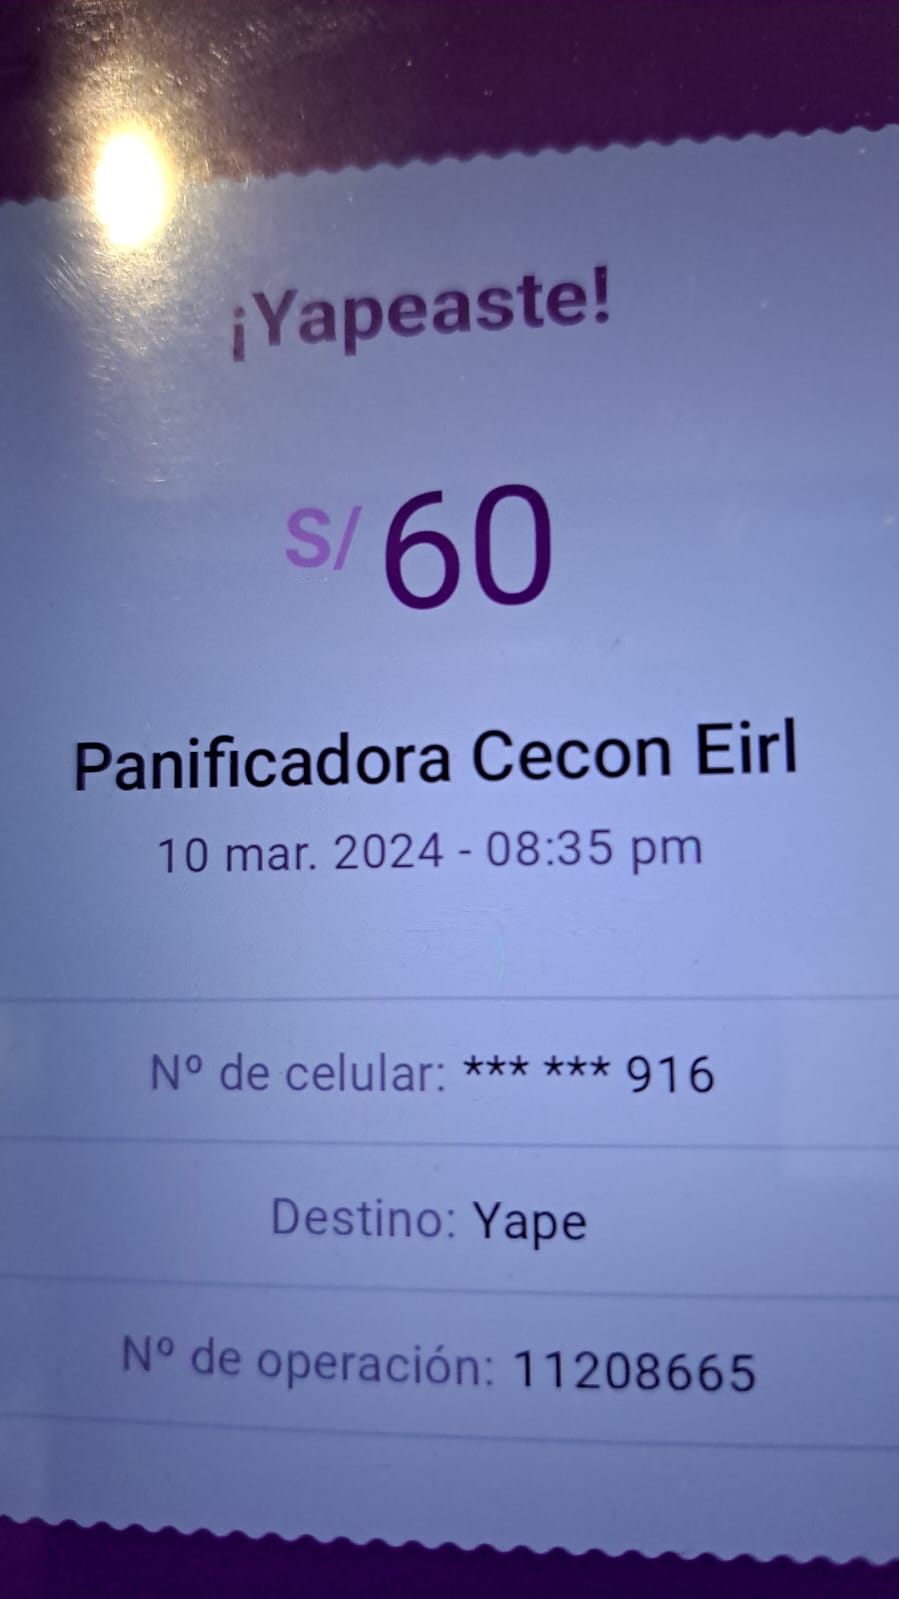 ¡Yapeaste!
S/ 60
Panificadora Cecon Eirl
10 mar. 2024 - 08:35 pm
Nº de celular: *** *** 916
Destino: Yape
Nº de operación: 11208665